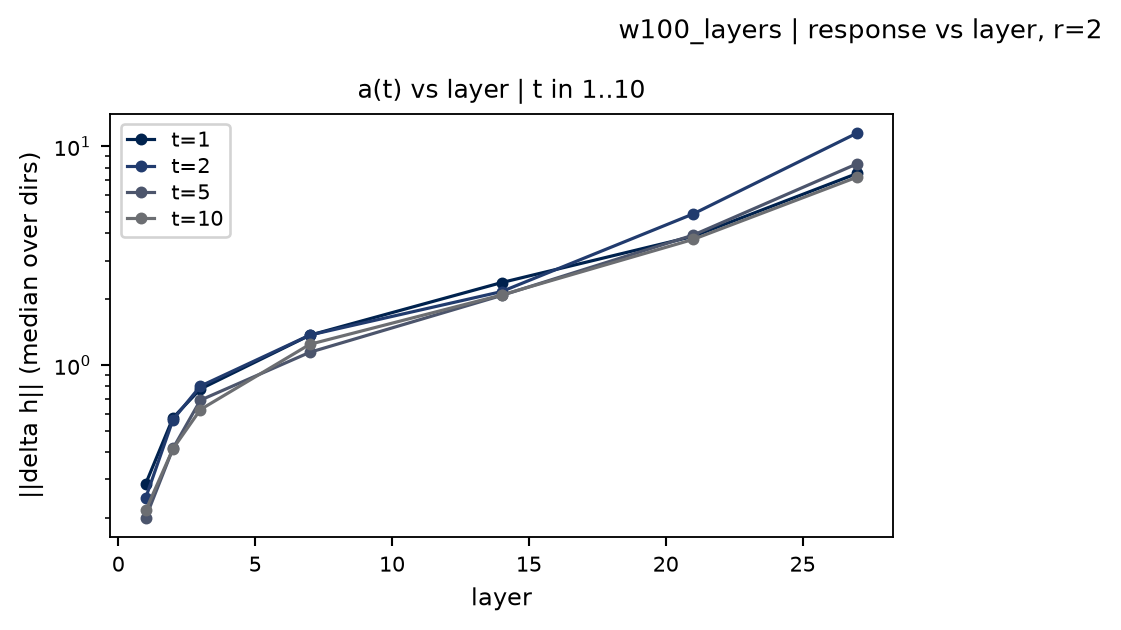 w100_layers | response vs layer, r=2
a(t) vs layer | t in 1..10
||delta h|| (median over dirs)
10^1
10^0
t=1
t=2
t=5
t=10
0 5 10 15 20 25
layer